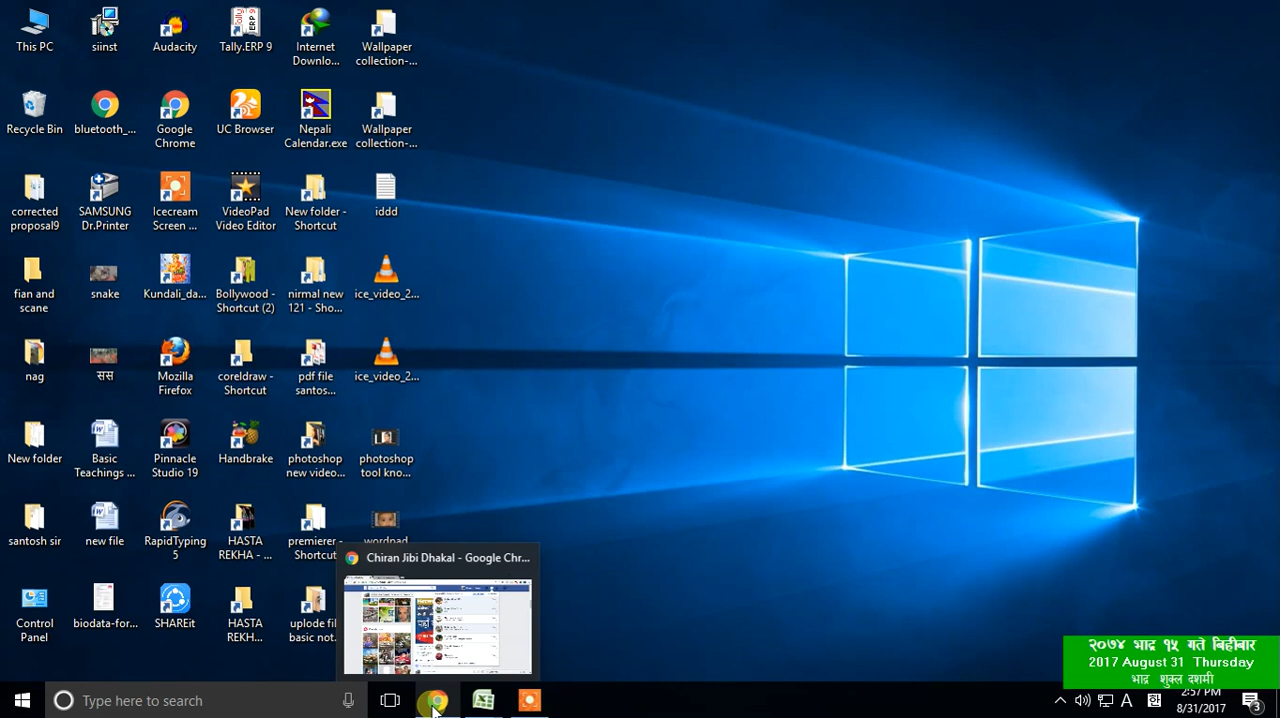 This PC
siinst
Audacity
Tally.ERP 9
Internet
Downlo...
Wallpaper
collection-...
Recycle Bin
bluetooth_...
Google
Chrome
UC Browser
Nepali
Calendar.exe
Wallpaper
collection-...
corrected
proposal9
SAMSUNG
Dr.Printer
Icecream
Screen ...
VideoPad
Video Editor
New folder -
Shortcut
iddd
fian and
scane
snake
Kundali_da...
Bollywood -
Shortcut (2)
nirmal new
121 - Sho...
ice_video_2...
nag
सस
Mozilla
Firefox
coreldraw -
Shortcut
pdf file
santos...
ice_video_2...
New folder
Basic
Teachings ...
Pinnacle
Studio 19
Handbrake
photoshop
new video...
photoshop
tool kno...
santosh sir
new file
RapidTyping
5
HASTA
REKHA - ...
premierer ...
Shortcut
wordpad
Chiran Jibi Dhakal - Google Chr...
Control
Panel
biodata-for...
SHAREit
HASTA
REKH...
uplode fil
basic not.
२०७४
१५ गते बिहीबार
2017 August 31 Thursday
भाद्र शुक्ल दशमी
Type here to search
A
2:57 PM
8/31/2017
3